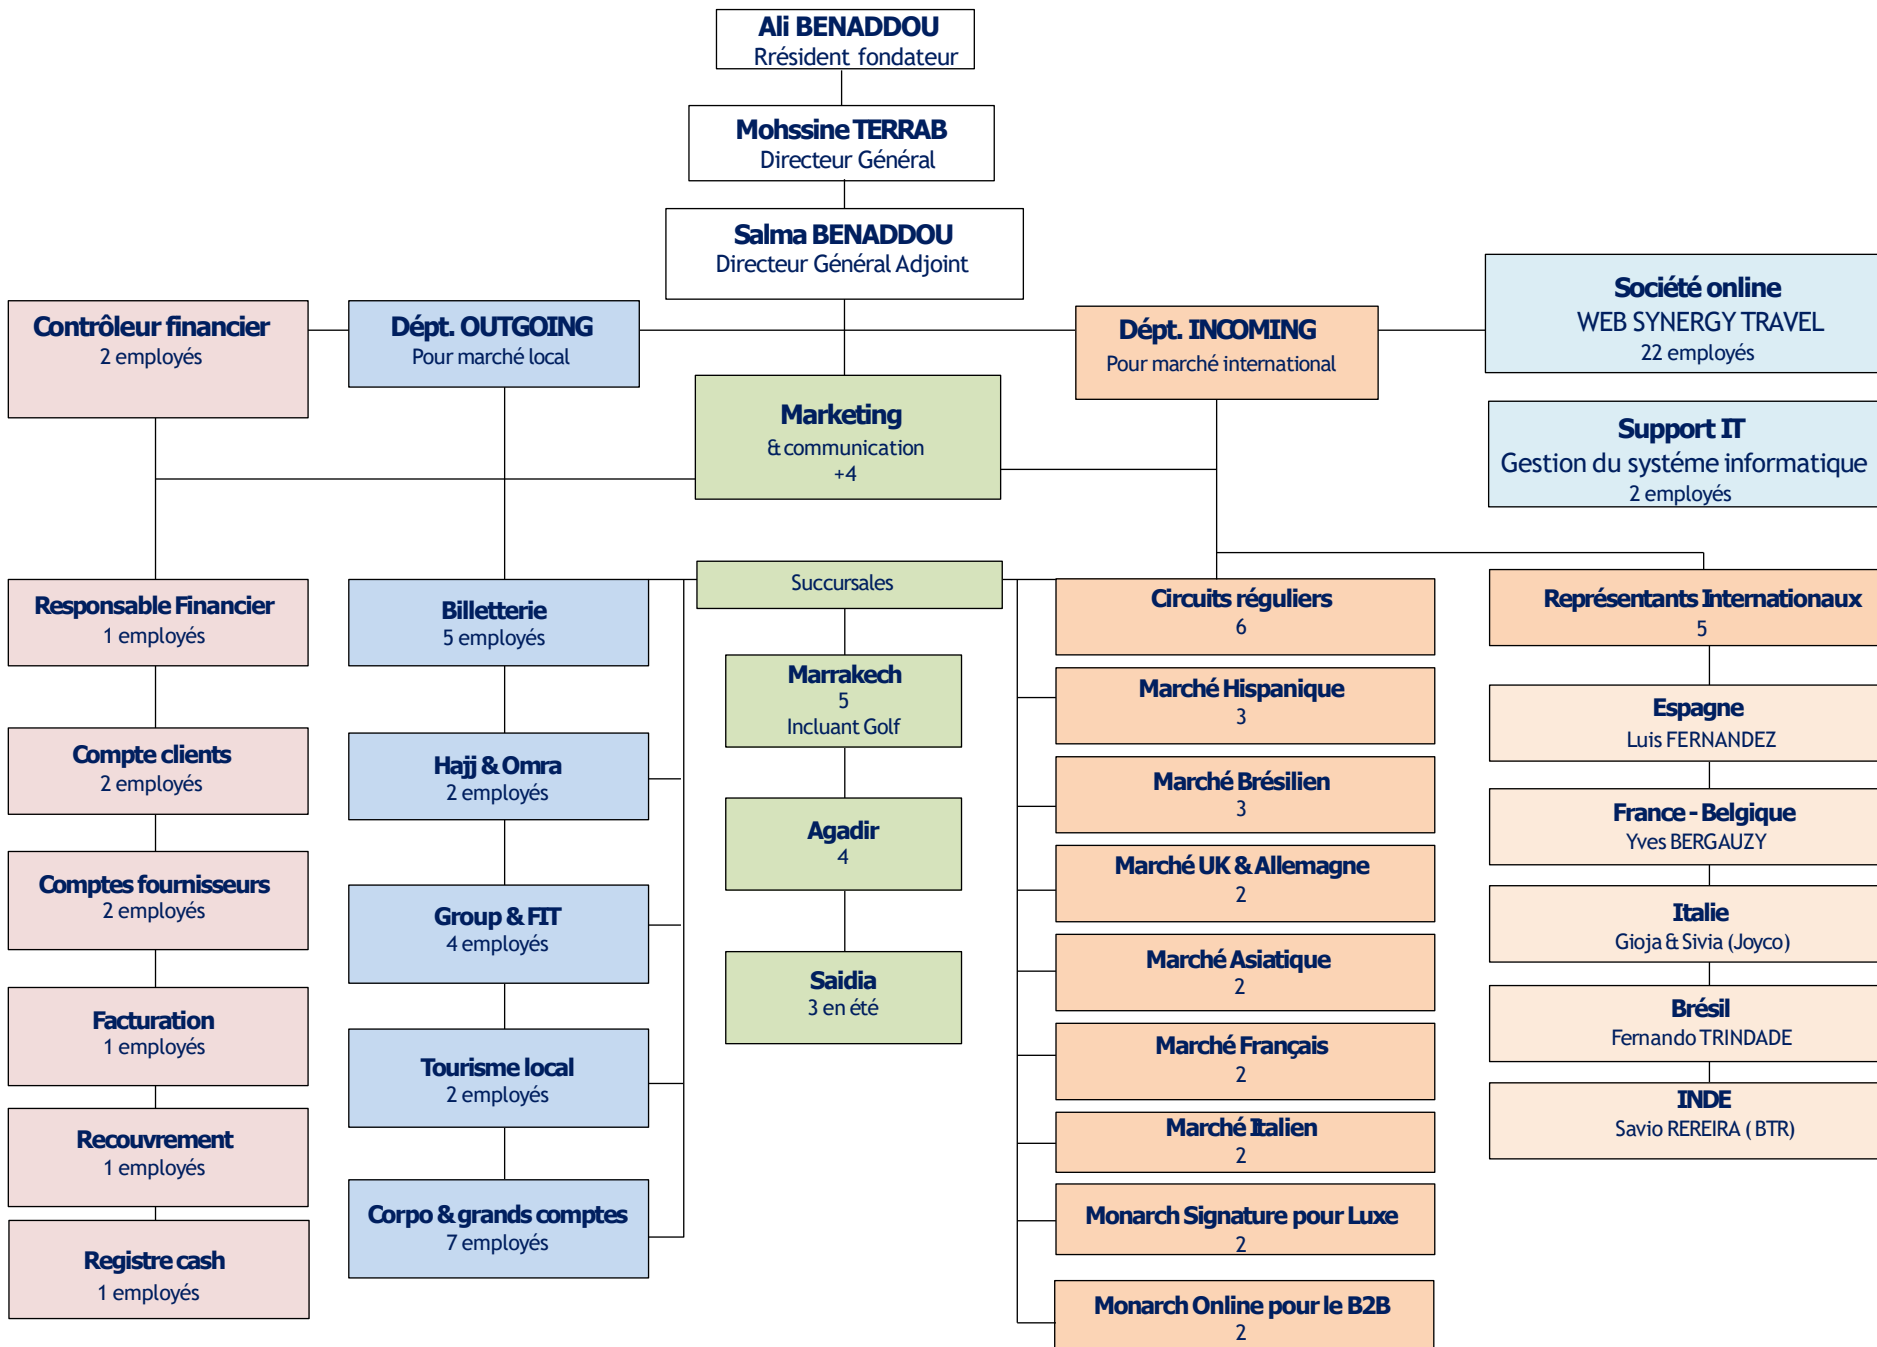 Ali BENADDOU
Rrésident fondateur
Mohssine TERRAB
Directeur Général
Salma BENADDOU
Directeur Général Adjoint
Contrôleur financier
2 employés
Dépt. OUTGOING
Pour marché local
Dépt. INCOMING
Pour marché international
Société online
WEB SYNERGY TRAVEL
22 employés
Marketing
& communication
+4
Support IT
Gestion du systéme informatique
2 employés
Responsable Financier
1 employés
Compte clients
2 employés
Comptes fournisseurs
2 employés
Facturation
1 employés
Recouvrement
1 employés
Registre cash
1 employés
Billetterie
5 employés
Hajj & Omra
2 employés
Group & FIT
4 employés
Tourisme local
2 employés
Corpo & grands comptes
7 employés
Succursales
Marrakech
5
Incluant Golf
Agadir
4
Saidia
3 en été
Circuits réguliers
6
Marché Hispanique
3
Marché Brésilien
3
Marché UK & Allemagne
2
Marché Asiatique
2
Marché Français
2
Marché Italien
2
Monarch Signature pour Luxe
2
Monarch Online pour le B2B
2
Représentants Internationaux
5
Espagne
Luis FERNANDEZ
France - Belgique
Yves BERGAUZY
Italie
Gioja & Sivia (Joyco)
Brésil
Fernando TRINDADE
INDE
Savio REREIRA ( BTR)